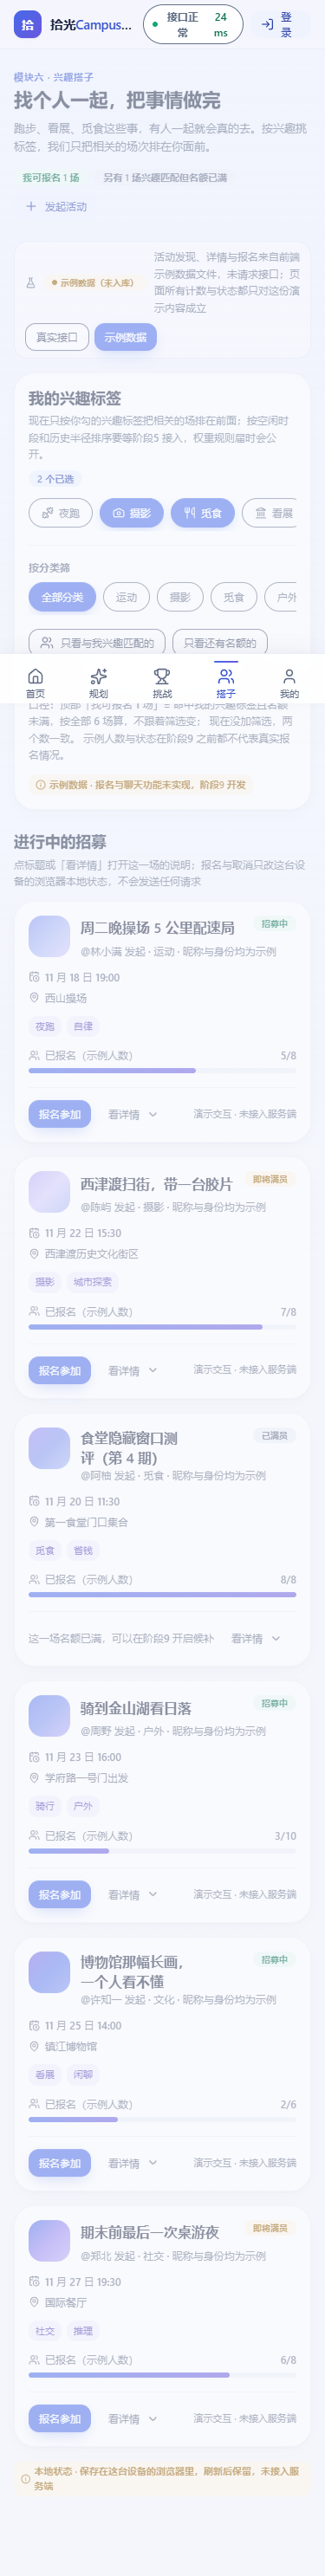 拾
拾光Campus...
接口正常
24 ms
登录
模块六 · 兴趣搭子
找个人一起，把事情做完
跑步、看展、觅食这些事，有人一起就会真的去。按兴趣挑
标签，我们只把相关的场次排在你面前。
我可报名 1 场
另有 1 场兴趣匹配但名额已满
发起活动
示例数据（未入库）
活动发现、详情与报名来自前端
示例数据文件，未请求接口；页
面所有计数与状态都只对这份演
示内容成立
真实接口
示例数据
我的兴趣标签
现在只按你勾的兴趣标签把相关的场排在前面；按空闲时
段和历史半径排序要等阶段5 接入，权重规则届时会公
开。
2 个已选
夜跑
摄影
觅食
看展
按分类筛
全部分类
运动
摄影
觅食
户外
只看与我兴趣匹配的
只看还有名额的
首页
规划
挑战
搭子
我的
口径：顶部「我可报名 1 场」= 命中我的兴趣标签且名额
未满，按全部 6 场算，不跟着筛选变； 现在没加筛选，两
个数一致。 示例人数与状态在阶段9 之前都不代表真实报
名情况。
示例数据 · 报名与聊天功能未实现，阶段9 开发
进行中的招募
点标题或「看详情」打开这一场的说明；报名与取消只改这台设
备的浏览器本地状态，不会发送任何请求
周二晚操场 5 公里配速局
招募中
@林小满 发起 · 运动 · 昵称与身份均为示例
11 月 18 日 19:00
西山操场
夜跑
自律
已报名（示例人数）
5/8
报名参加
看详情
演示交互 · 未接入服务端
西津渡扫街，带一台胶片
即将满员
@陈屿 发起 · 摄影 · 昵称与身份均为示例
11 月 22 日 15:30
西津渡历史文化街区
摄影
城市探索
已报名（示例人数）
7/8
报名参加
看详情
演示交互 · 未接入服务端
食堂隐藏窗口测
评（第 4 期）
已满员
@阿柚 发起 · 觅食 · 昵称与身份均为示例
11 月 20 日 11:30
第一食堂门口集合
觅食
省钱
已报名（示例人数）
8/8
这一场名额已满，可以在阶段9 开启候补
看详情
骑到金山湖看日落
招募中
@周野 发起 · 户外 · 昵称与身份均为示例
11 月 23 日 16:00
学府路一号门出发
骑行
户外
已报名（示例人数）
3/10
报名参加
看详情
演示交互 · 未接入服务端
博物馆那幅长画，
一个人看不懂
招募中
@许知一 发起 · 文化 · 昵称与身份均为示例
11 月 25 日 14:00
镇江博物馆
看展
闲聊
已报名（示例人数）
2/6
报名参加
看详情
演示交互 · 未接入服务端
期末前最后一次桌游夜
即将满员
@郑北 发起 · 社交 · 昵称与身份均为示例
11 月 27 日 19:30
国际餐厅
社交
推理
已报名（示例人数）
6/8
报名参加
看详情
演示交互 · 未接入服务端
本地状态 · 保存在这台设备的浏览器里，刷新后保留，未接入服
务端